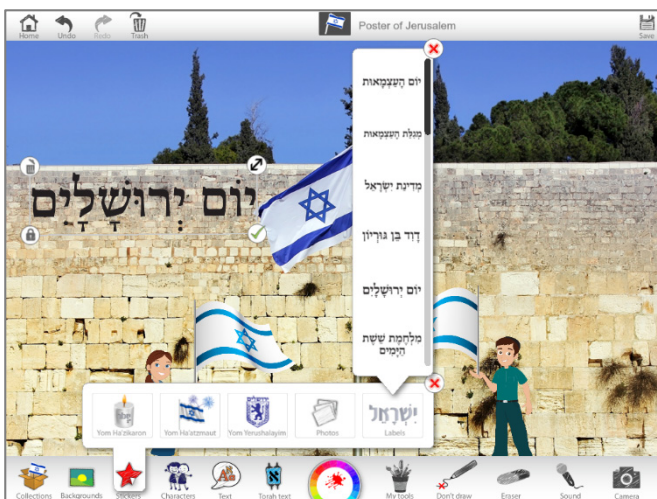 Home
Undo
Redo
Trash
Poster of Jerusalem
Save
יוֹם הָעַצְמָאוּת
מְגִלַּת הָעַצְמָאוּת
מְדִינַת יִשְׂרָאֵל
דָּוִד בֶּן גּוּרְיוֹן
יוֹם יְרוּשָׁלַיִם
מִלְחֶמֶת שֵׁשֶׁת
הַיָּמִים
יוֹם יְרוּשָׁלַיִם
יִשְׂרָאֵל
Yom Ha'zikaron
Yom Ha'atzmaut
Yom Yerushalayim
Photos
Labels
Collections
Backgrounds
Stickers
Characters
Text
Torah text
My tools
Don't draw
Eraser
Sound
Camera